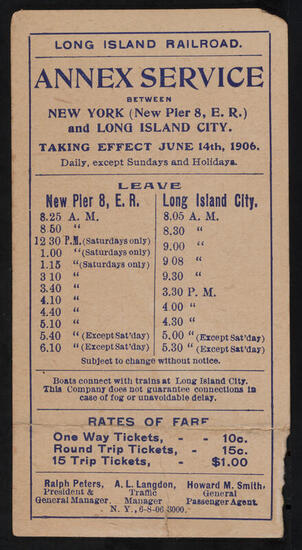 LONG ISLAND RAILROAD.
ANNEX SERVICE
BETWEEN
NEW YORK (New Pier 8, E. R.)
and LONG ISLAND CITY.
TAKING EFFECT JUNE 14th, 1906.
Daily, except Sundays and Holidays.
LEAVE
New Pier 8, E. R. Long Island City.
8.25 A. M. 8.05 A. M.
8 50 " 8.30 "
12 30 P.M. (Saturdays only) 9.00 "
1.00 " (Saturdays only) 9 08 "
1.15 " (Saturdays only) 9.30 "
3 10 " 3.30 P. M.
3.40 " 4.00 "
4.10 " 4.30 "
4.40 " 5.00 " (Except Sat'day)
5.10 " 5.30 " (Except Sat'day)
5.40 " (Except Sat'day)
6.10 " (Except Sat'day)
Subject to change without notice.
Boats connect with trains at Long Island City.
This Company does not guarantee connections in
case of fog or unavoidable delay.
RATES OF FARE
One Way Tickets, - - 10c.
Round Trip Tickets, - 15c.
15 Trip Tickets, - - $1.00
Ralph Peters, A. L. Langdon, Howard M. Smith,
President & Traffic General
General Manager. Manager Passenger Agent.
N. Y., 6-8-06 3000.